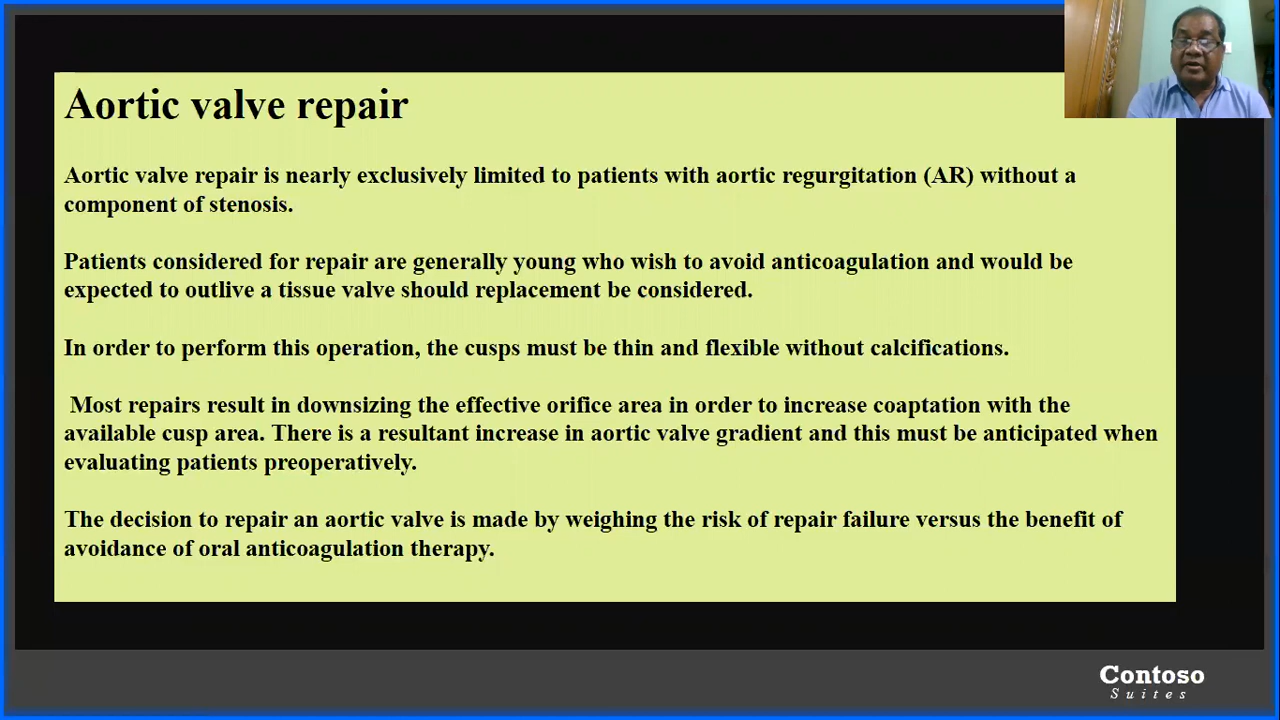 Aortic valve repair
Aortic valve repair is nearly exclusively limited to patients with aortic regurgitation (AR) without a
component of stenosis.
Patients considered for repair are generally young who wish to avoid anticoagulation and would be
expected to outlive a tissue valve should replacement be considered.
In order to perform this operation, the cusps must be thin and flexible without calcifications.
Most repairs result in downsizing the effective orifice area in order to increase coaptation with the
available cusp area. There is a resultant increase in aortic valve gradient and this must be anticipated when
evaluating patients preoperatively.
The decision to repair an aortic valve is made by weighing the risk of repair failure versus the benefit of
avoidance of oral anticoagulation therapy.
Contoso
Suites